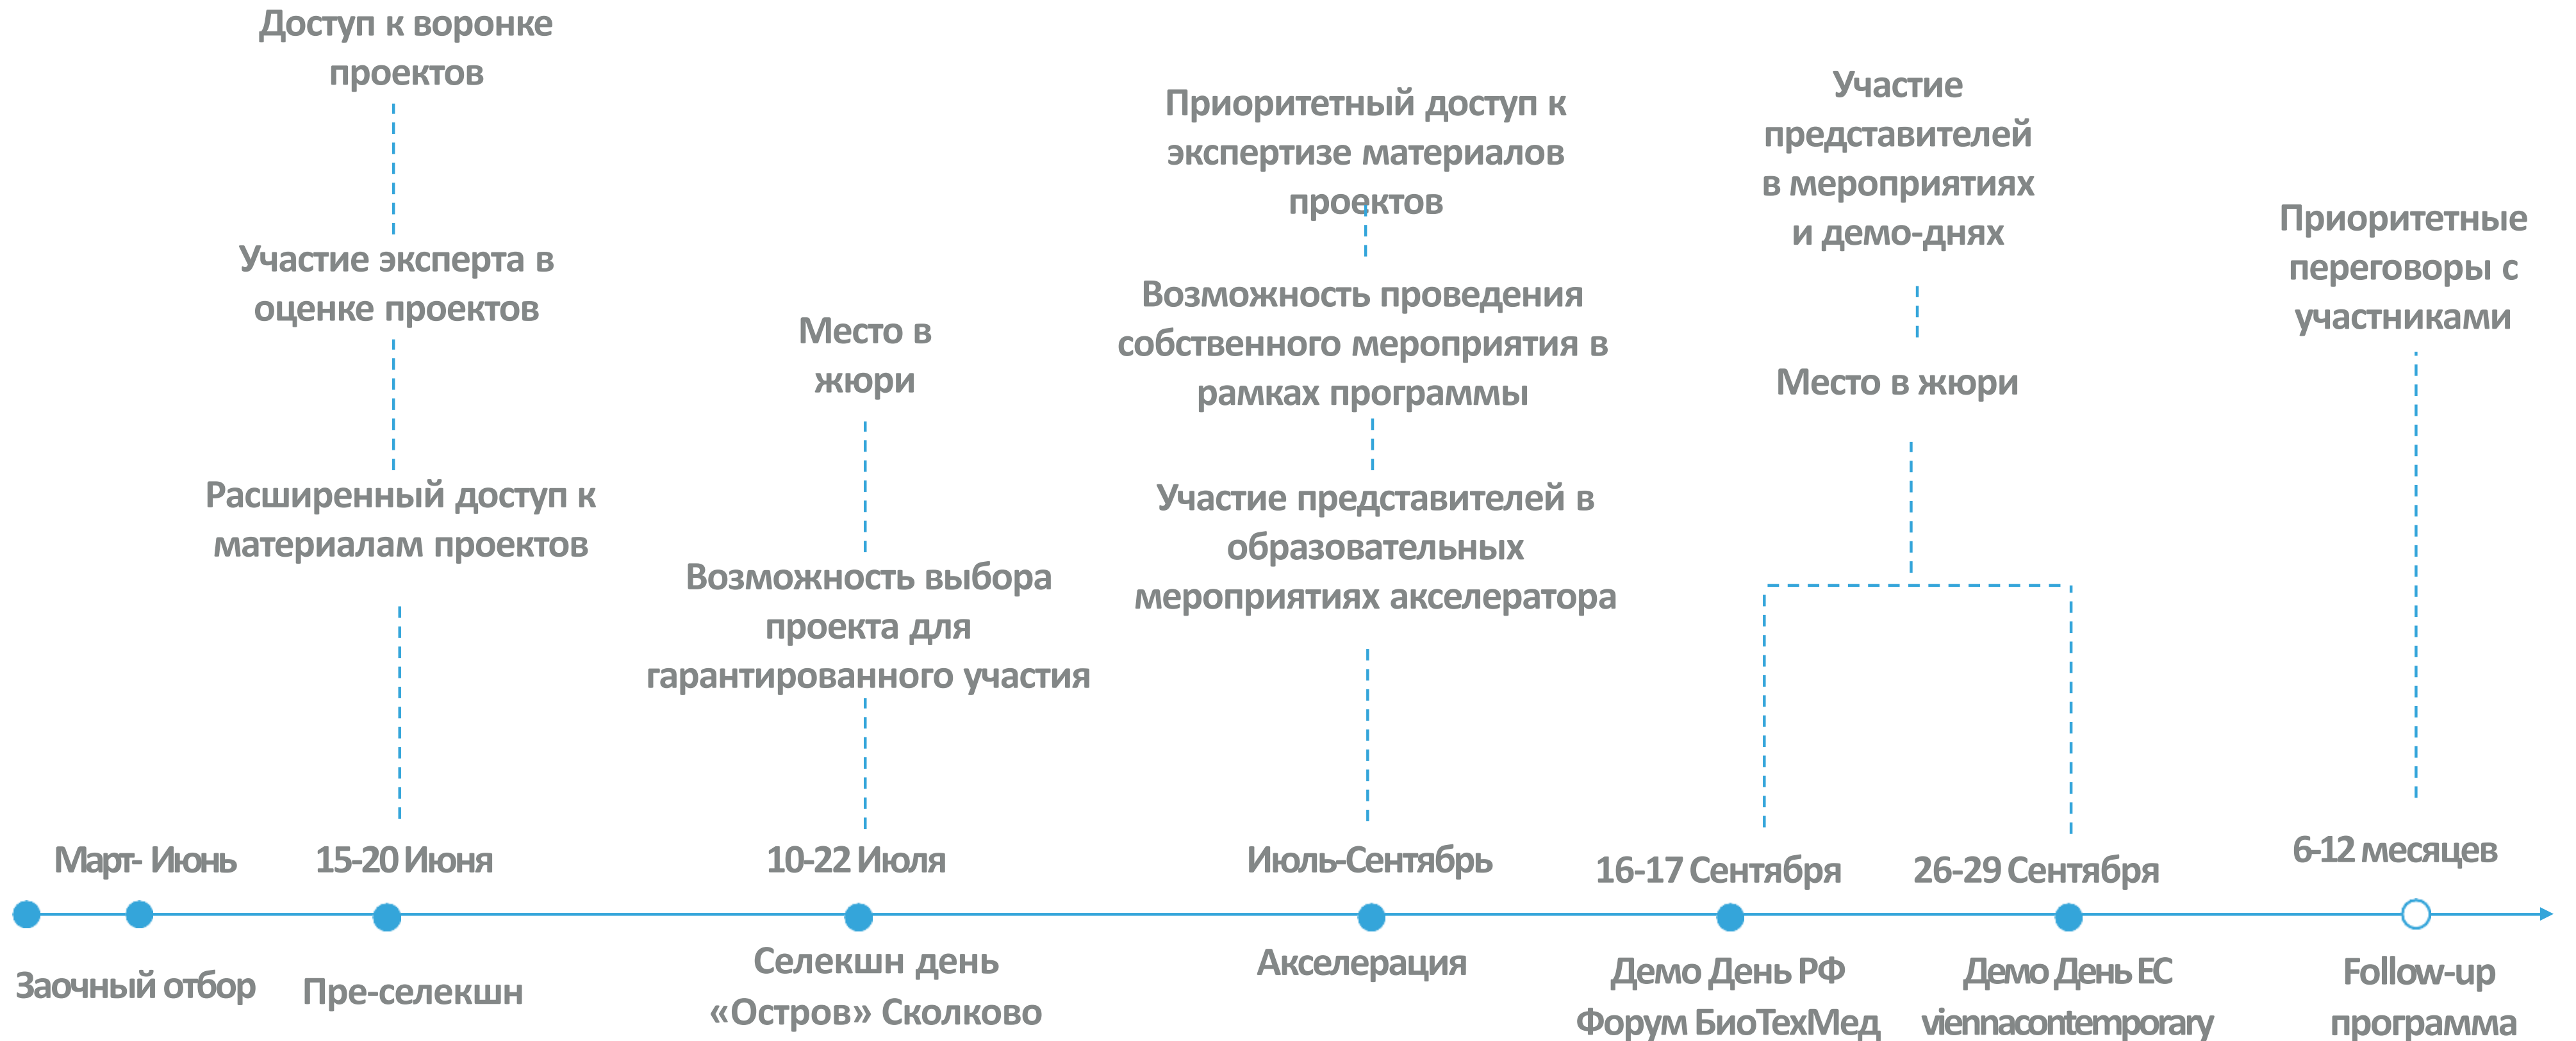 Доступ к воронке
проектов
Участие эксперта в
оценке проектов
Расширенный доступ к
материалам проектов
Место в
жюри
Возможность выбора
проекта для
гарантированного участия
Приоритетный доступ к
экспертизе материалов
проектов
Возможность проведения
собственного мероприятия в
рамках программы
Участие представителей в
образовательных
мероприятиях акселератора
Участие
представителей
в мероприятиях
и демо-днях
Место в жюри
Приоритетные
переговоры с
участниками
Март- Июнь
15-20 Июня
10-22 Июля
Июль-Сентябрь
16-17 Сентября
26-29 Сентября
6-12 месяцев
Заочный отбор
Пре-селекшн
Селекшн день
«Остров» Сколково
Акселерация
Демо День РФ
Форум БиоТехМед
Демо День ЕС
viennacontemporary
Follow-up
программа